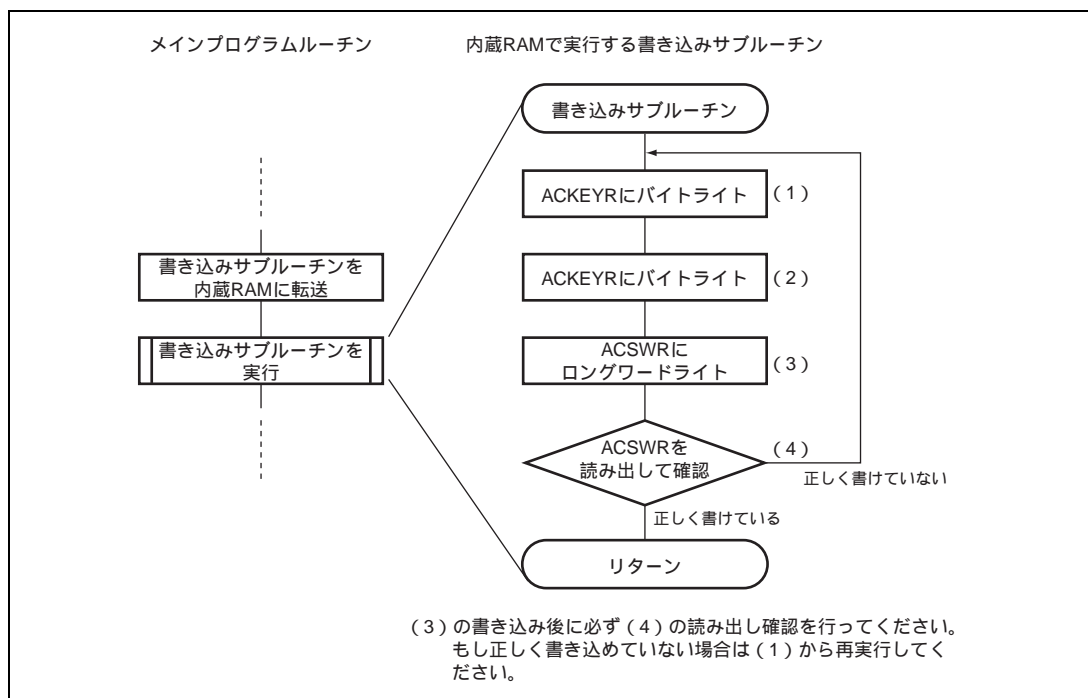 メインプログラムルーチン
内蔵RAMで実行する書き込みサブルーチン
書き込みサブルーチン
ACKEYRにバイトライト
(1)
書き込みサブルーチンを
内蔵RAMに転送
ACKEYRにバイトライト
(2)
書き込みサブルーチンを
実行
ACSWRに
ロングワードライト
(3)
ACSWRを
読み出して確認
(4)
正しく書けていない
正しく書けている
リターン
(3)の書き込み後に必ず(4)の読み出し確認を行ってください。
もし正しく書き込めていない場合は(1)から再実行してく
ださい。